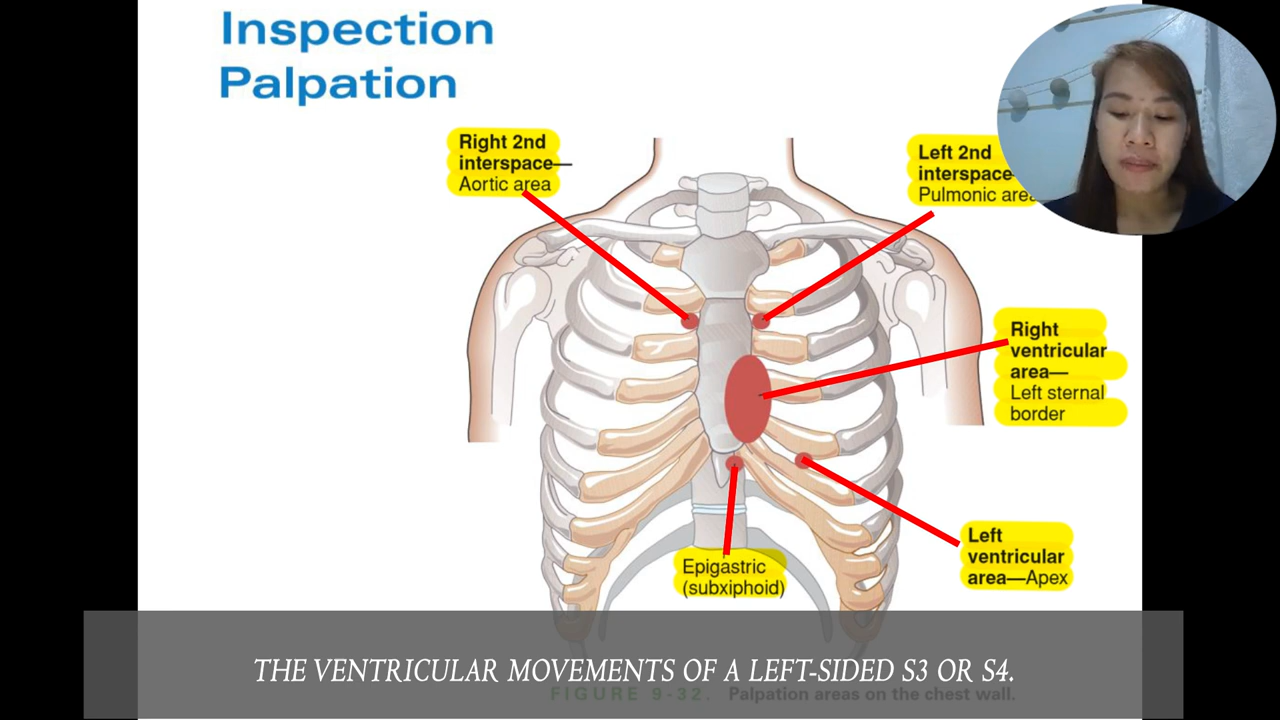 Inspection
Palpation
Right 2nd
interspace—
Aortic area
Left 2nd
interspace
Pulmonic area
Right
ventricular
area—
Left sternal
border
Left
ventricular
area—Apex
Epigastric
(subxiphoid)
THE VENTRICULAR MOVEMENTS OF A LEFT-SIDED S3 OR S4.
FIGURE 9-32. Palpation areas on the chest wall.